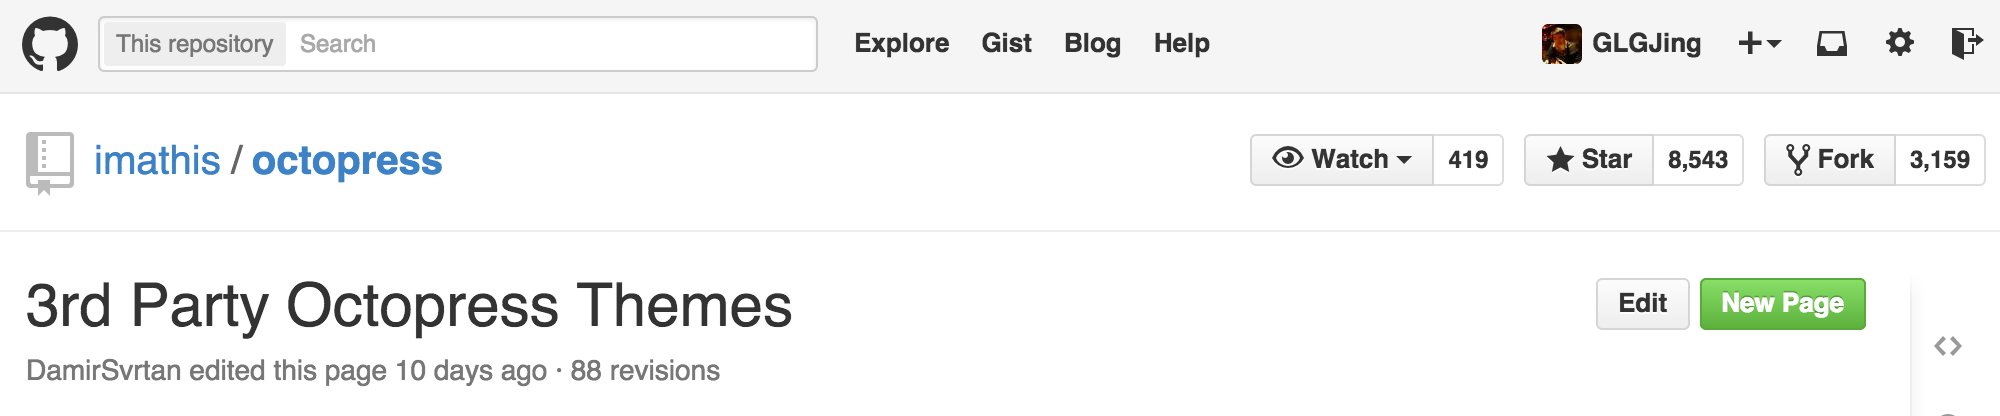 This repository Search Explore Gist Blog Help GLGJing
imathis / octopress Watch 419 Star 8,543 Fork 3,159
3rd Party Octopress Themes Edit New Page
DamirSvrtan edited this page 10 days ago · 88 revisions